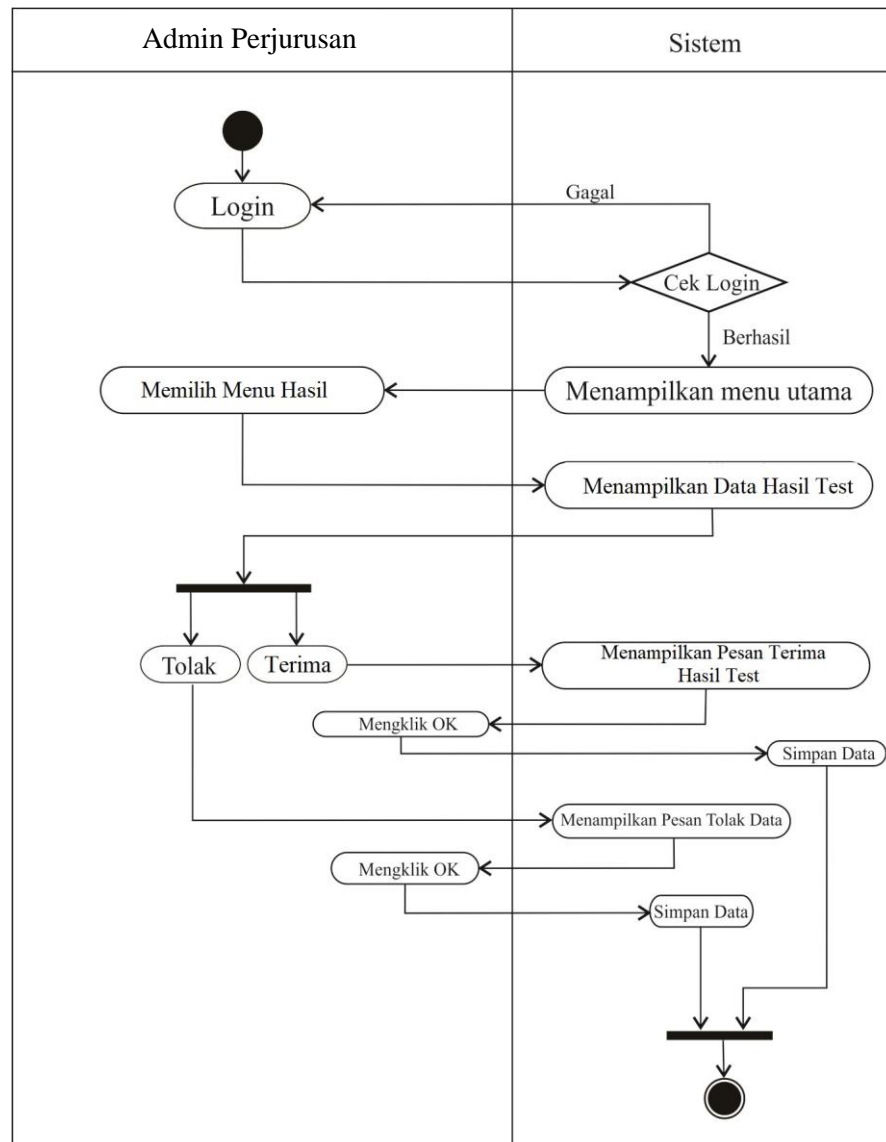 Admin Perjurusan
Sistem
Login
Gagal
Cek Login
Berhasil
Memilih Menu Hasil
Menampilkan menu utama
Menampilkan Data Hasil Test
Tolak
Terima
Menampilkan Pesan Terima
Hasil Test
Mengklik OK
Simpan Data
Menampilkan Pesan Tolak Data
Mengklik OK
Simpan Data